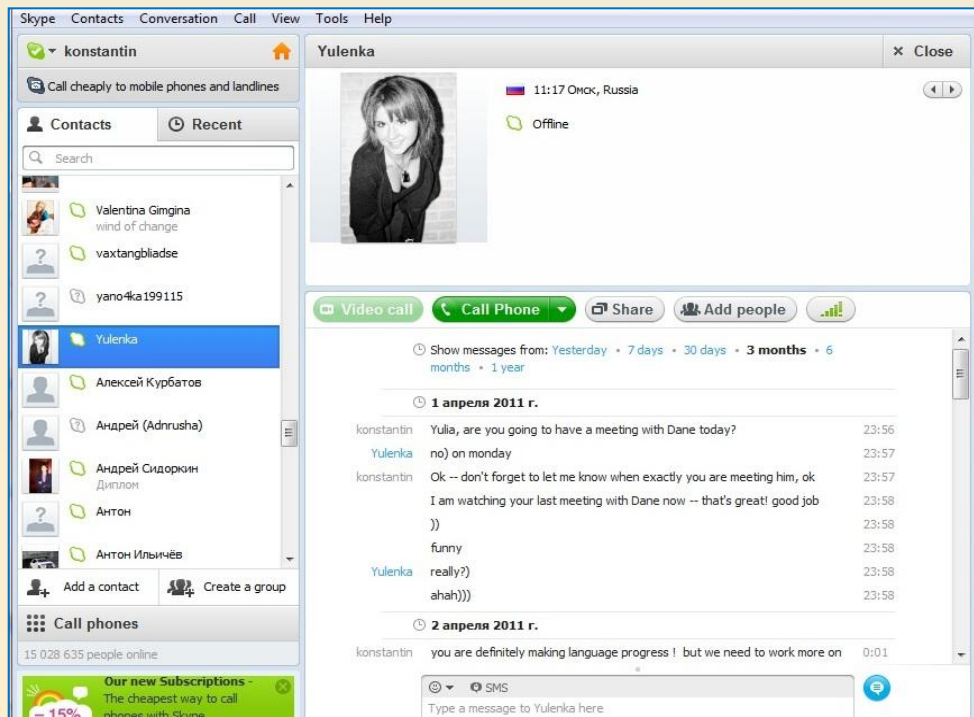 Skype Contacts Conversation Call View Tools Help
konstantin
Call cheaply to mobile phones and landlines
Contacts Recent
Search
Valentina Gimgina
wind of change
vaxtangbliadse
yano4ka199115
Yulenka
Алексей Курбатов
Андрей (Adnrusha)
Андрей Сидоркин
Диплом
Антон
Антон Ильичёв
Add a contact Create a group
Call phones
15 028 635 people online
Our new Subscriptions -
The cheapest way to call
phones with Skype
- 15%
Yulenka × Close
11:17 Омск, Russia
Offline
Video call Call Phone Share Add people
Show messages from: Yesterday • 7 days • 30 days • 3 months • 6
months • 1 year
1 апреля 2011 г.
konstantin Yulia, are you going to have a meeting with Dane today? 23:56
Yulenka no) on monday 23:57
konstantin Ok -- don't forget to let me know when exactly you are meeting him, ok 23:57
I am watching your last meeting with Dane now -- that's great! good job 23:58
)) 23:58
funny 23:58
Yulenka really?) 23:58
ahah))) 23:58
2 апреля 2011 г.
konstantin you are definitely making language progress ! but we need to work more on 0:01
SMS
Type a message to Yulenka here